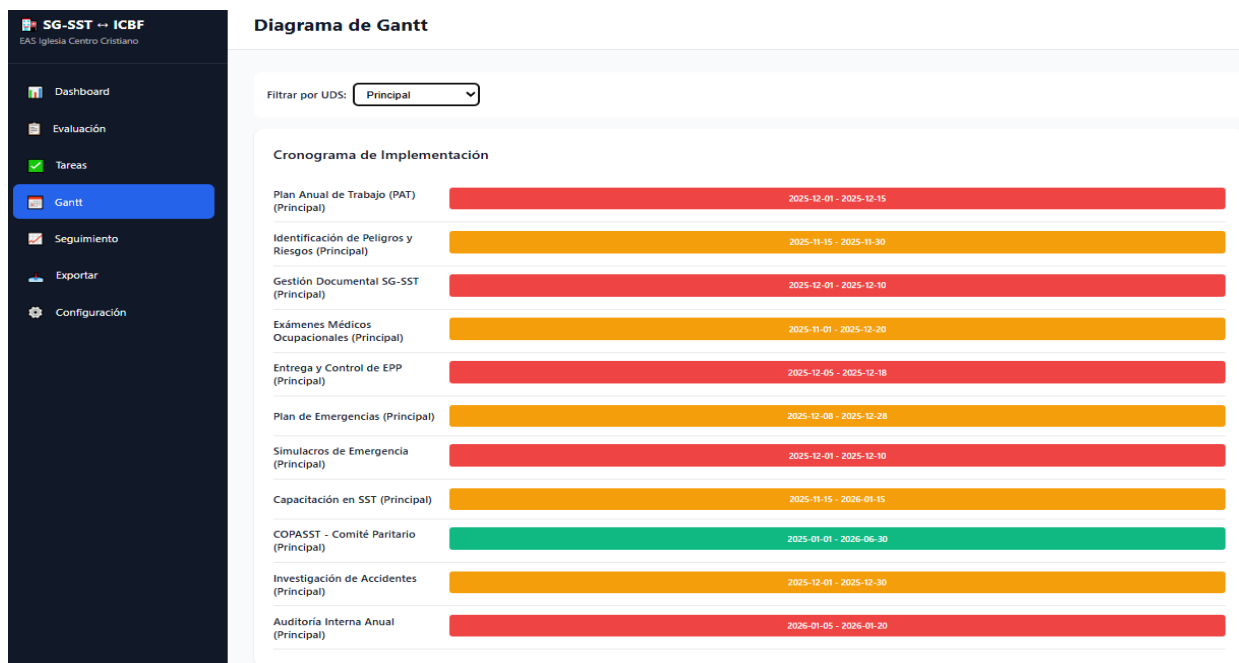 SG-SST ↔ ICBF
EAS Iglesia Centro Cristiano
Dashboard
Evaluación
Tareas
Gantt
Seguimiento
Exportar
Configuración
Diagrama de Gantt
Filtrar por UDS: Principal
Cronograma de Implementación
Plan Anual de Trabajo (PAT)
(Principal)
2025-12-01 - 2025-12-15
Identificación de Peligros y
Riesgos (Principal)
2025-11-15 - 2025-11-30
Gestión Documental SG-SST
(Principal)
2025-12-01 - 2025-12-10
Exámenes Médicos
Ocupacionales (Principal)
2025-11-01 - 2025-12-20
Entrega y Control de EPP
(Principal)
2025-12-05 - 2025-12-18
Plan de Emergencias (Principal)
2025-12-08 - 2025-12-28
Simulacros de Emergencia
(Principal)
2025-12-01 - 2025-12-10
Capacitación en SST (Principal)
2025-11-15 - 2026-01-15
COPASST - Comité Paritario
(Principal)
2025-01-01 - 2026-06-30
Investigación de Accidentes
(Principal)
2025-12-01 - 2025-12-30
Auditoría Interna Anual
(Principal)
2026-01-05 - 2026-01-20